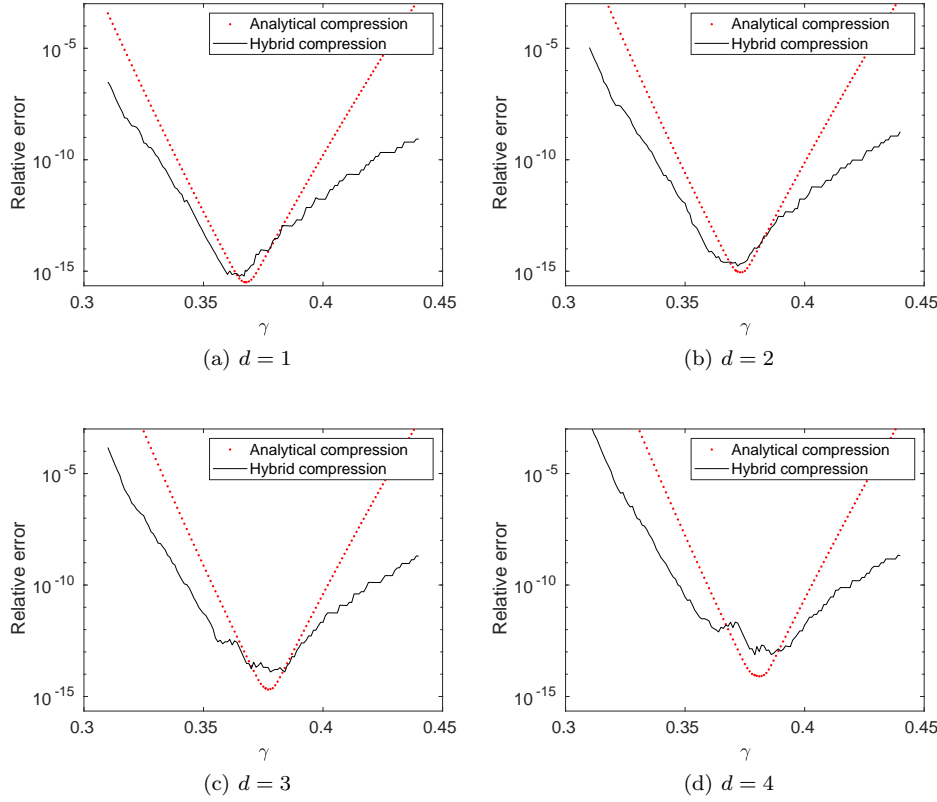 Analytical compression
Hybrid compression
10^-5
10^-10
10^-15
Relative error
0.3 0.35 0.4 0.45
γ
(a) d = 1
Analytical compression
Hybrid compression
10^-5
10^-10
10^-15
Relative error
0.3 0.35 0.4 0.45
γ
(b) d = 2
Analytical compression
Hybrid compression
10^-5
10^-10
10^-15
Relative error
0.3 0.35 0.4 0.45
γ
(c) d = 3
Analytical compression
Hybrid compression
10^-5
10^-10
10^-15
Relative error
0.3 0.35 0.4 0.45
γ
(d) d = 4